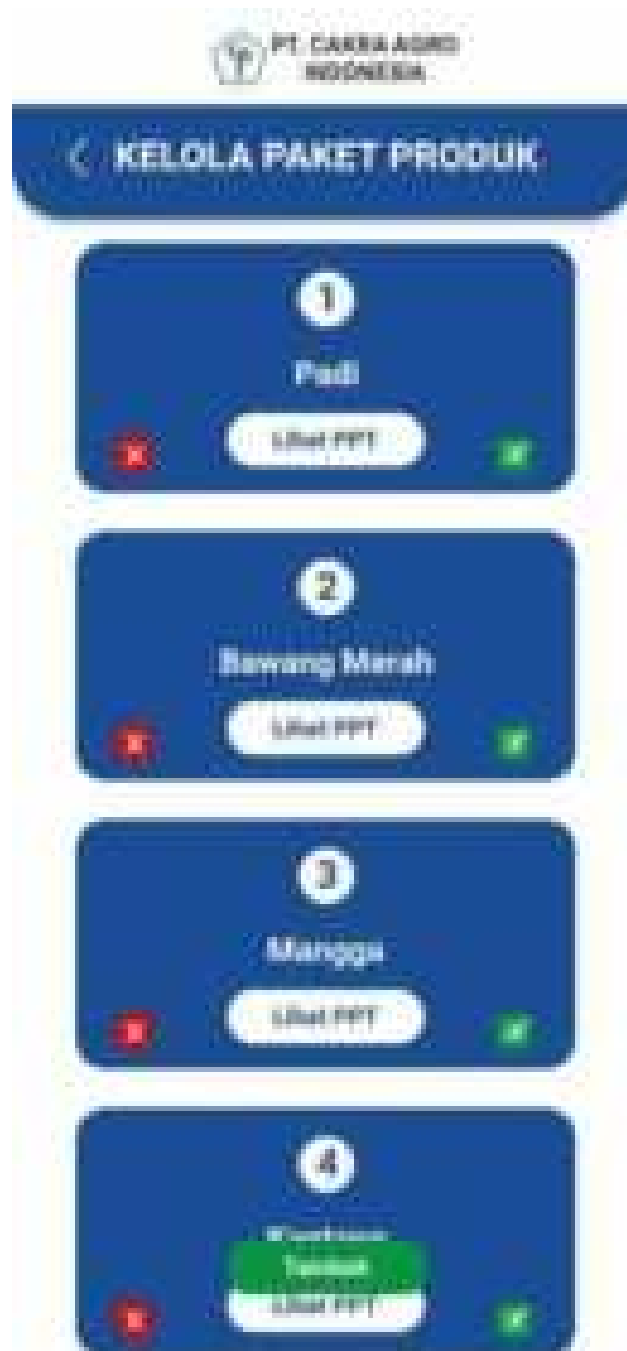 PT. CAKRA AGRO
INDONESIA
KELOLA PAKET PRODUK
1
Padi
Lihat PPT
2
Bawang Merah
Lihat PPT
3
Mangga
Lihat PPT
4
Tambah
Lihat PPT